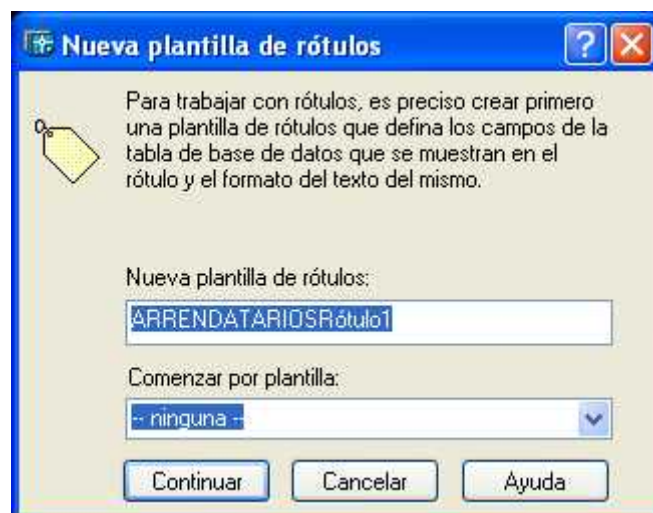 Nueva plantilla de rótulos
Para trabajar con rótulos, es preciso crear primero
una plantilla de rótulos que defina los campos de la
tabla de base de datos que se muestran en el
rótulo y el formato del texto del mismo.
Nueva plantilla de rótulos:
ARRENDATARIOSRótulo1
Comenzar por plantilla:
-- ninguna --
Continuar Cancelar Ayuda